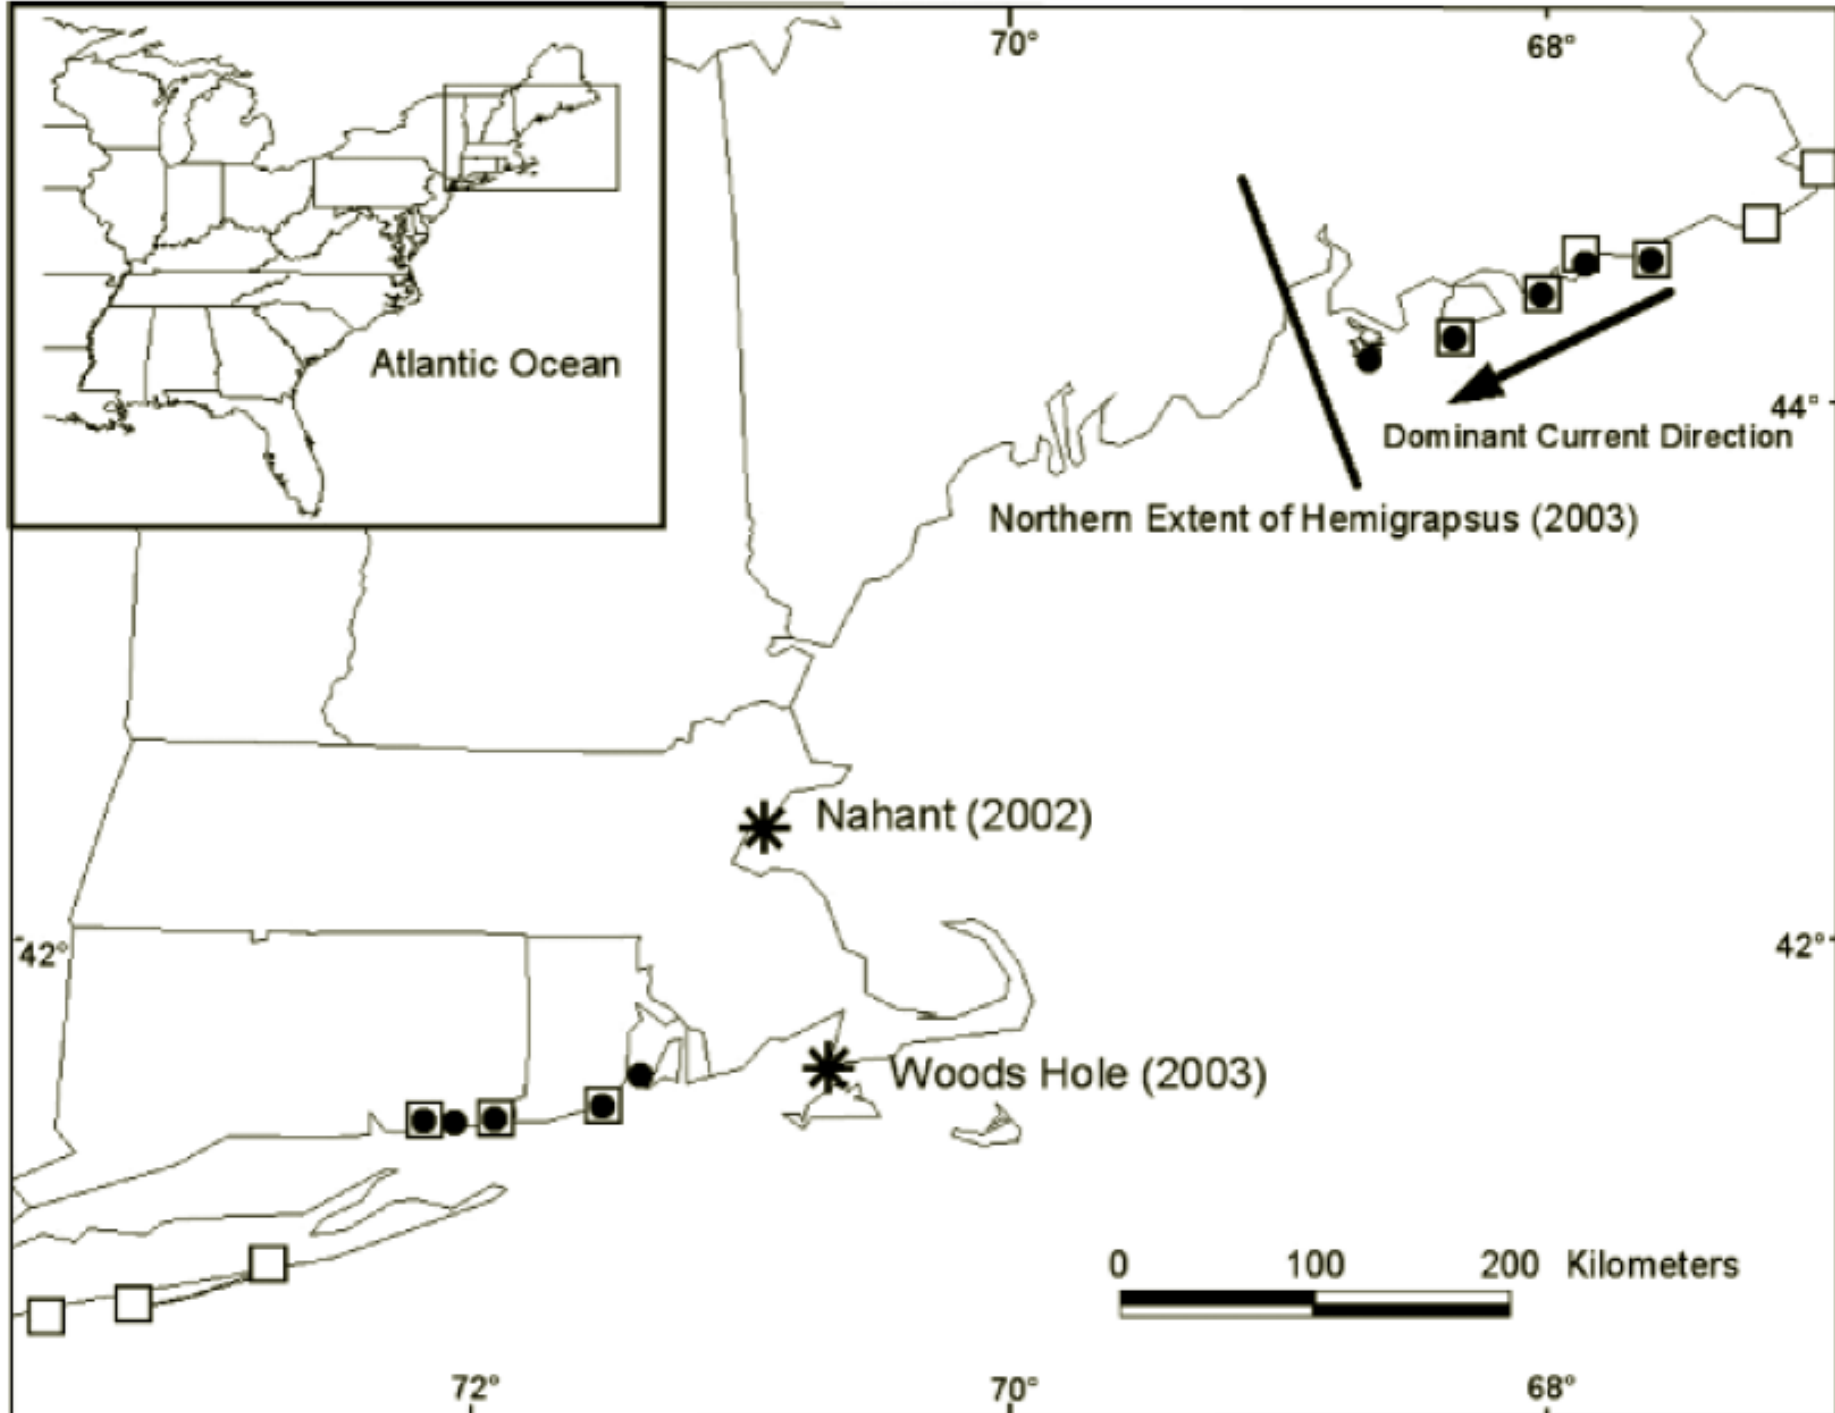 70°
68°
Atlantic Ocean
44°
Dominant Current Direction
Northern Extent of Hemigrapsus (2003)
Nahant (2002)
42°
42°
Woods Hole (2003)
0 100 200 Kilometers
72°
70°
68°